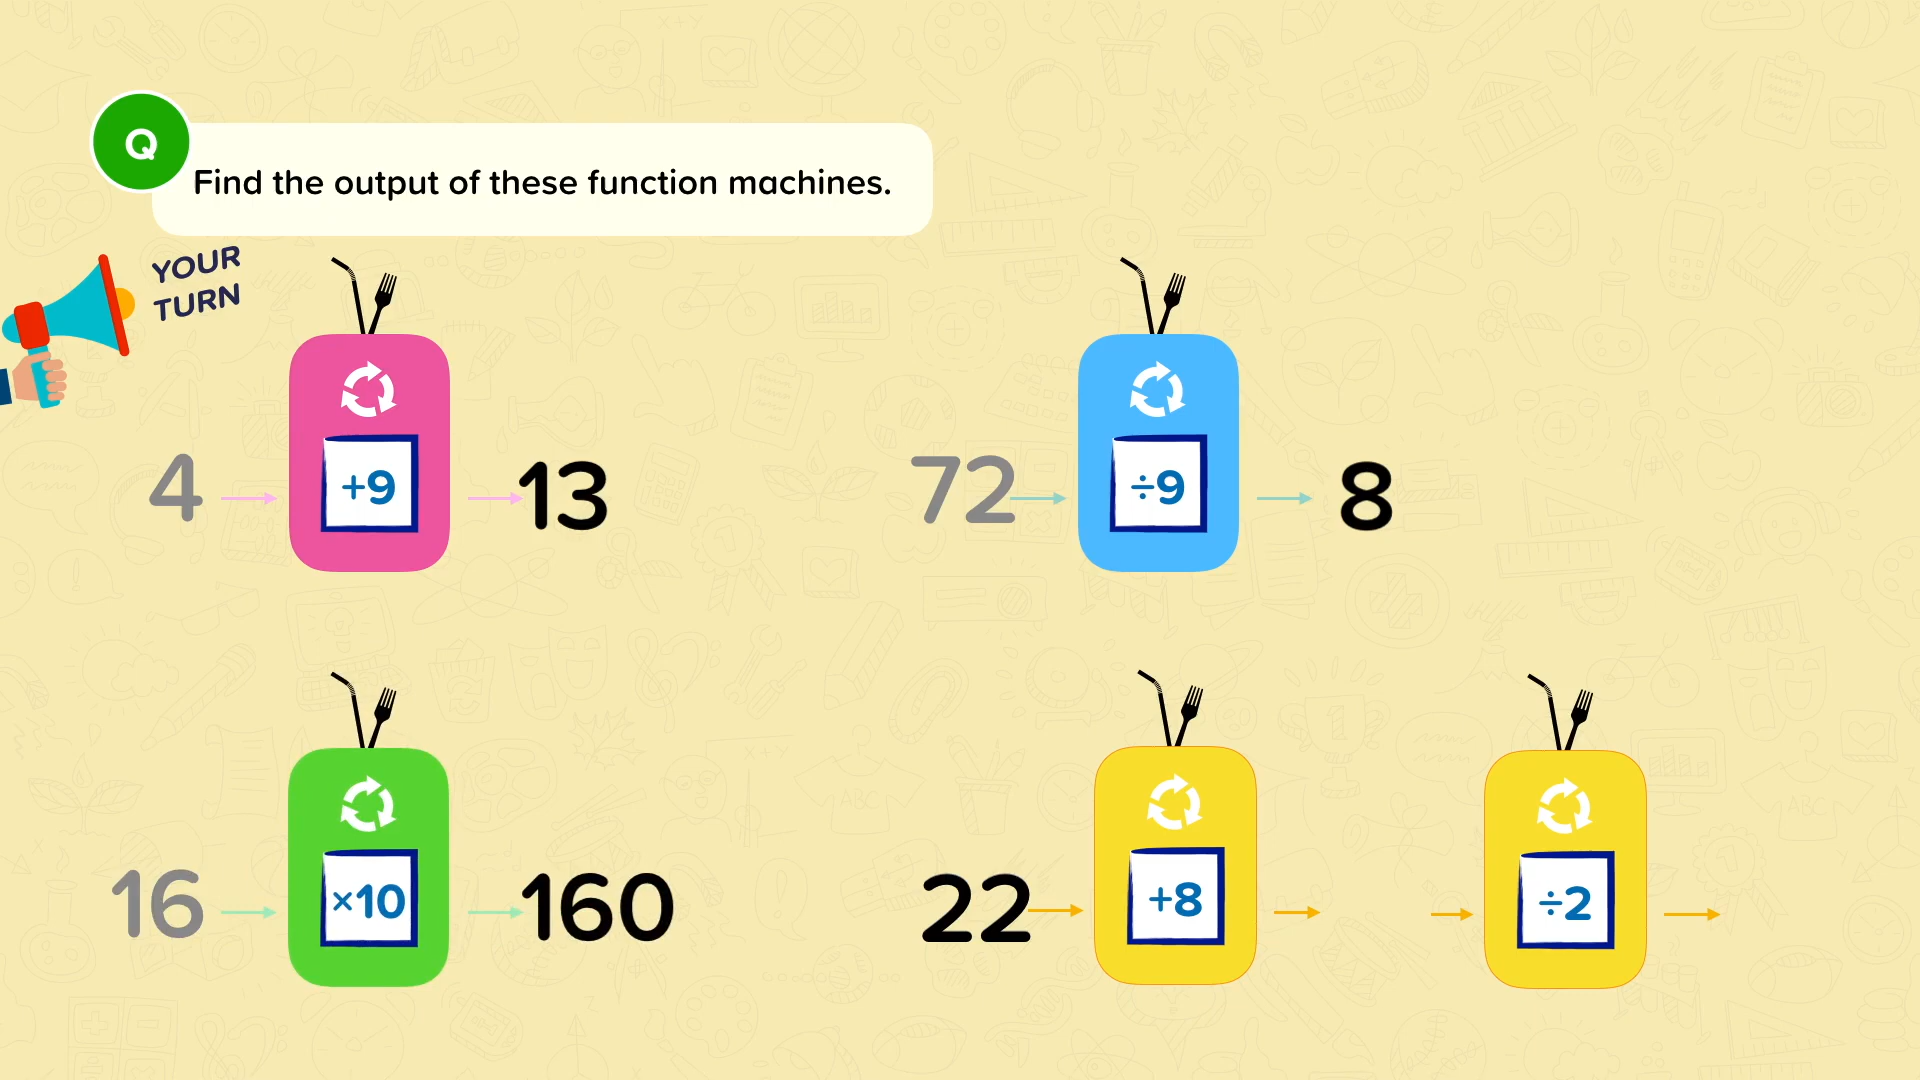 Q
Find the output of these function machines.
YOUR
TURN
4 +9 13
72 ÷9 8
16 ×10 160
22 +8 ÷2